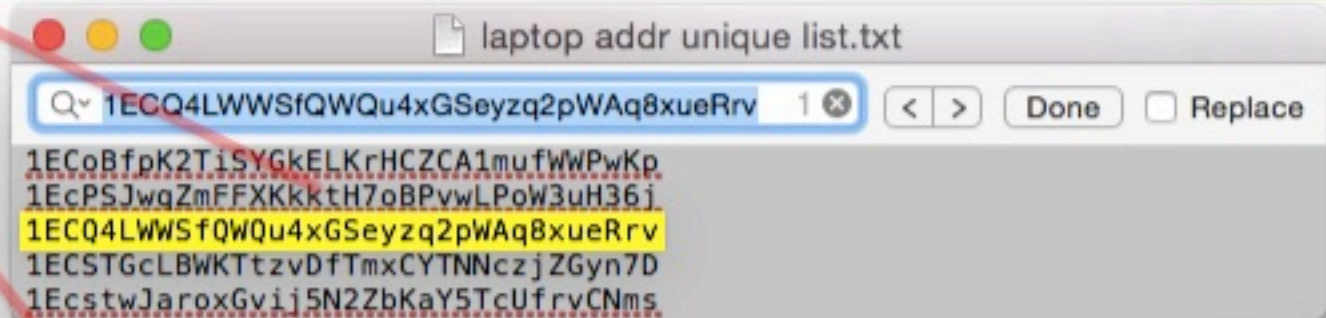 laptop addr unique list.txt
1ECQ4LWWSfQWQu4xGSeyzq2pWAq8xueRrv 1 < > Done Replace
1ECoBfpK2TiSYGkELKrHCZCA1mufWWPwKp
1EcPSJwqZmFFXKkktH7oBPvwLPoW3uH36j
1ECQ4LWWSfQWQu4xGSeyzq2pWAq8xueRrv
1ECSTGcLBWKTtzvDfTmxCYTNNczjZGyn7D
1EcstwJaroxGvij5N2ZbKaY5TcUfrvCNms